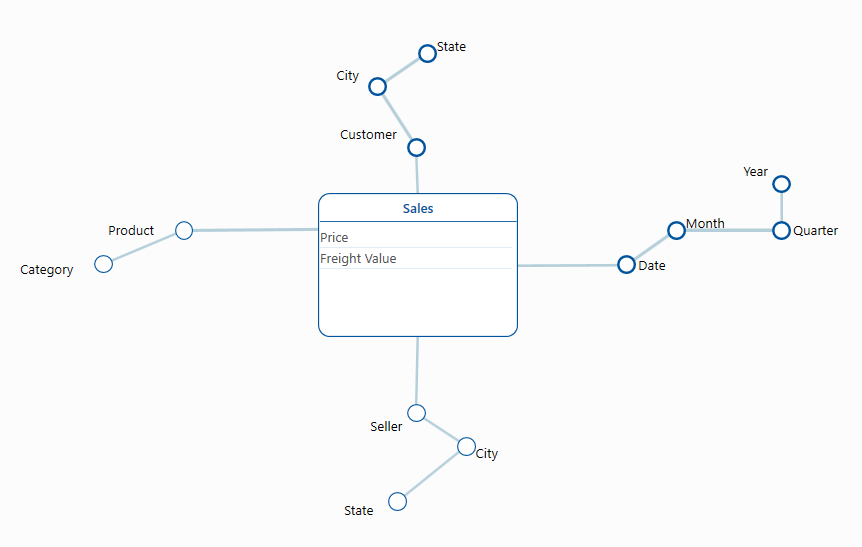 State
City
Customer
Year
Sales
Month
Product
Price
Quarter
Freight Value
Date
Category
Seller
City
State